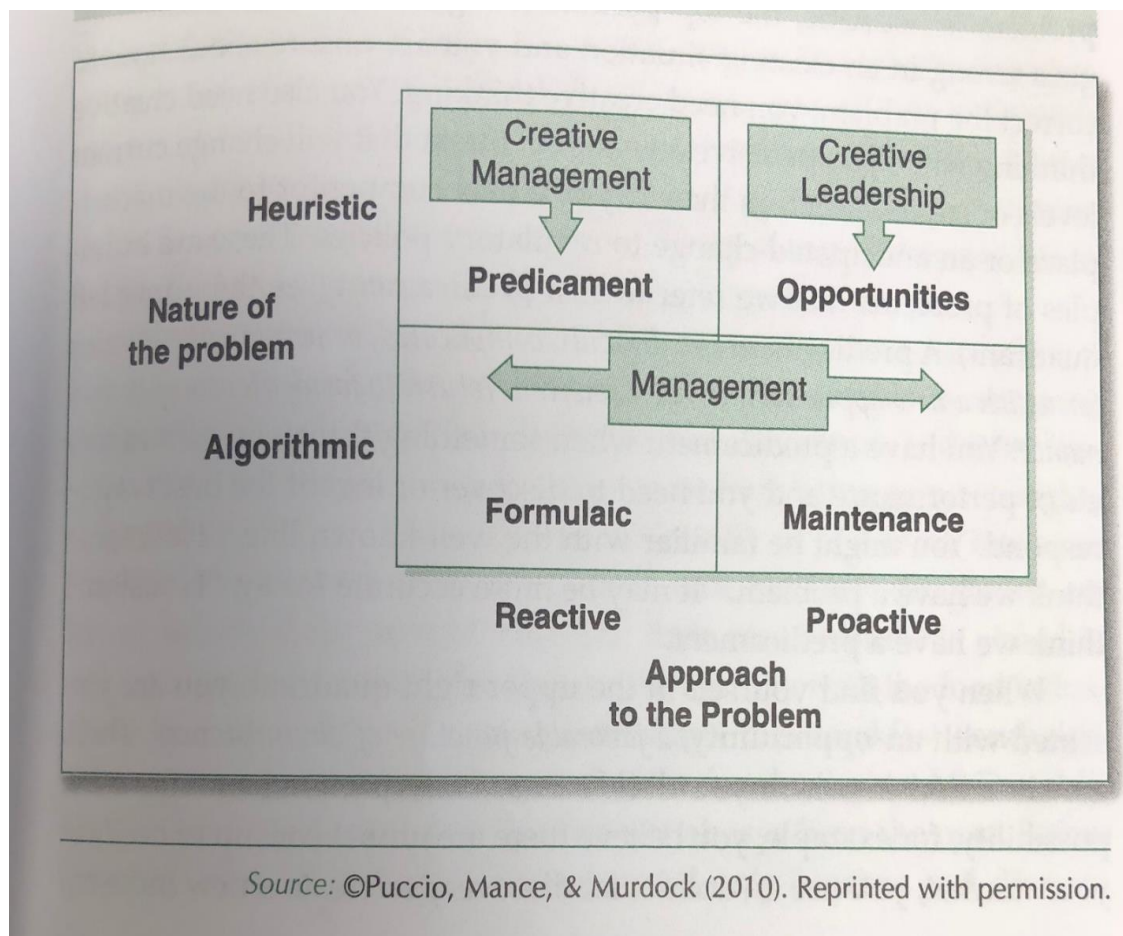 Creative
Management
Creative
Leadership
Heuristic
Predicament
Opportunities
Nature of
the problem
Management
Algorithmic
Formulaic
Maintenance
Reactive
Proactive
Approach
to the Problem
Source: ©Puccio, Mance, & Murdock (2010). Reprinted with permission.